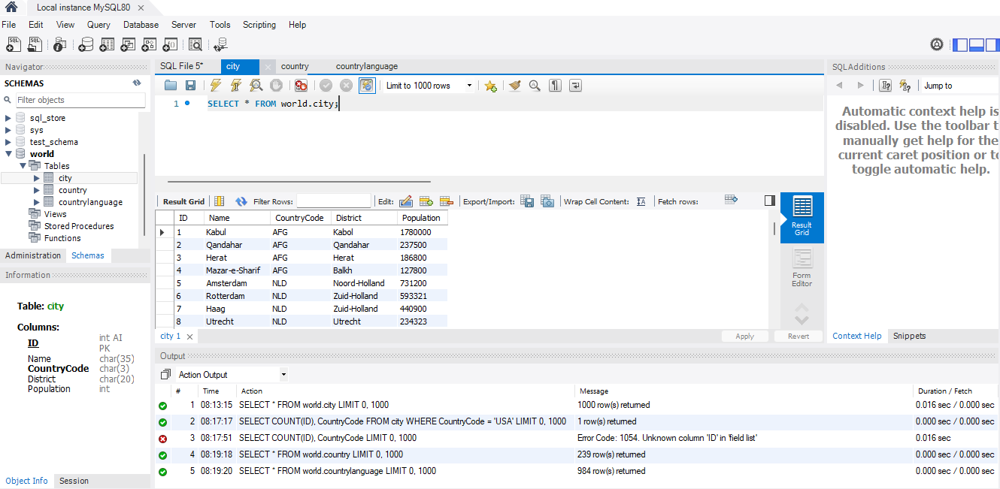 Local instance MySQL80
File Edit View Query Database Server Tools Scripting Help
Navigator
SCHEMAS
Filter objects
sql_store
sys
test_schema
world
Tables
city
country
countrylanguage
Views
Stored Procedures
Functions
Administration Schemas
Information
Table: city
Columns:
ID int AI PK
Name char(35)
CountryCode char(3)
District char(20)
Population int
Object Info Session
SQL File 5* city country countrylanguage
Limit to 1000 rows
1 SELECT * FROM world.city;
Result Grid Filter Rows: Edit: Export/Import: Wrap Cell Content: Fetch rows:
ID Name CountryCode District Population
1 Kabul AFG Kabol 1780000
2 Qandahar AFG Qandahar 237500
3 Herat AFG Herat 186800
4 Mazar-e-Sharif AFG Balkh 127800
5 Amsterdam NLD Noord-Holland 731200
6 Rotterdam NLD Zuid-Holland 593321
7 Haag NLD Zuid-Holland 440900
8 Utrecht NLD Utrecht 234323
Result
Grid
Form
Editor
city 1 Apply Revert
SQLAdditions
Jump to
Automatic context help is
disabled. Use the toolbar t
manually get help for the
current caret position or to
toggle automatic help.
Context Help Snippets
Output
Action Output
# Time Action Message Duration / Fetch
1 08:13:15 SELECT * FROM world.city LIMIT 0, 1000 1000 row(s) returned 0.016 sec / 0.000 sec
2 08:17:17 SELECT COUNT(ID), CountryCode FROM city WHERE CountryCode = 'USA' LIMIT 0, 1000 1 row(s) returned 0.000 sec / 0.000 sec
3 08:17:51 SELECT COUNT(ID), CountryCode LIMIT 0, 1000 Error Code: 1054. Unknown column 'ID' in 'field list' 0.016 sec
4 08:19:18 SELECT * FROM world.country LIMIT 0, 1000 239 row(s) returned 0.000 sec / 0.000 sec
5 08:19:20 SELECT * FROM world.countrylanguage LIMIT 0, 1000 984 row(s) returned 0.000 sec / 0.000 sec